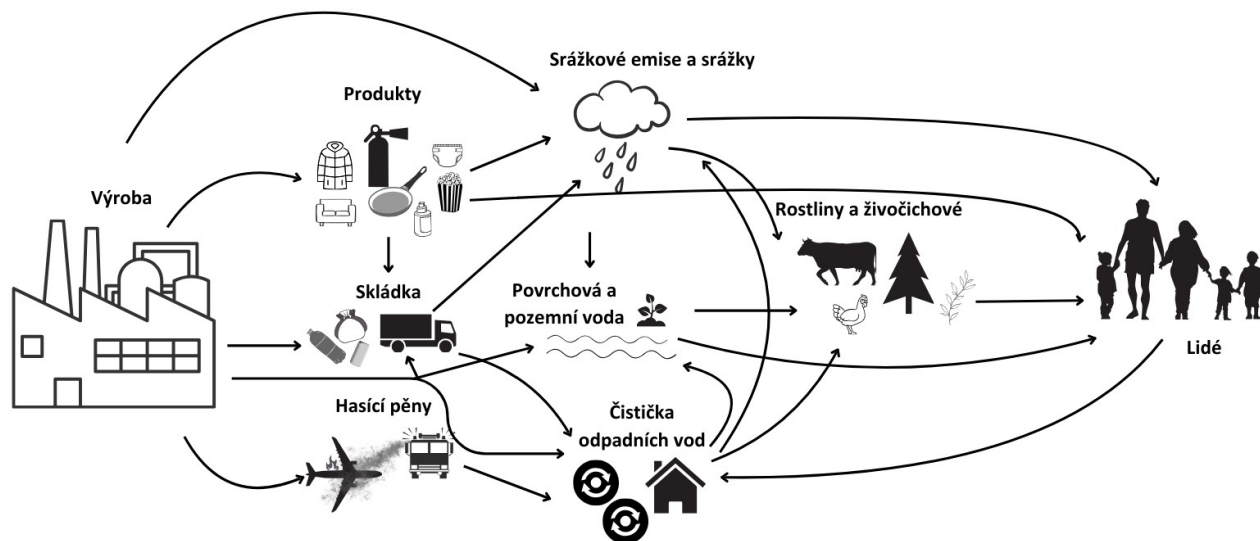 Srážkové emise a srážky
Produkty
Výroba
Rostliny a živočichové
Skládka
Povrchová a
pozemní voda
Lidé
Hasící pěny
Čistička
odpadních vod